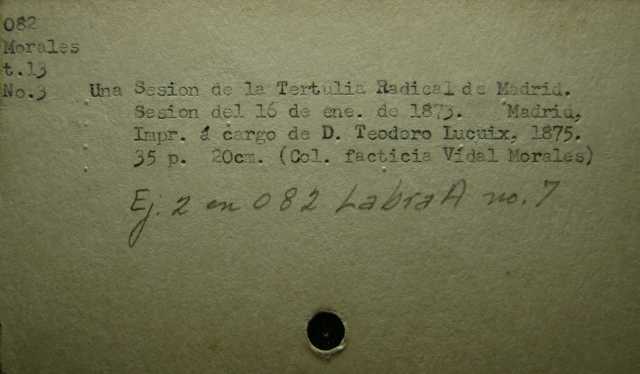 082
Morales
t.13
No.3 Una Sesion de la Tertulia Radical de Madrid.
Sesion del 16 de ene. de 1873. Madrid,
Impr. á cargo de D. Teodoro Lucuix, 1875.
35 p. 20cm. (Col. facticia Vidal Morales)
Ej. 2 en 082 Labra A no. 7